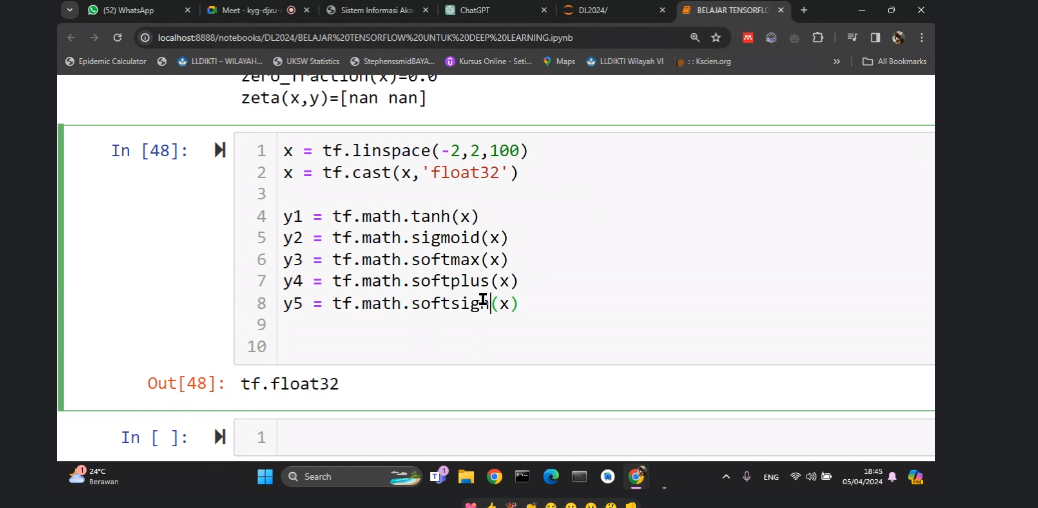 (52) WhatsApp
Meet - kyg-djxu-
Sistem Informasi Aka
ChatGPT
DL2024/
BELAJAR TENSORFLO
localhost:8888/notebooks/DL2024/BELAJAR%20TENSORFLOW%20UNTUK%20DEEP%20LEARNING.ipynb
Epidemic Calculator
LLDIKTI – WILAYAH...
UKSW Statistics
StephenssmidBAYA...
Kursus Online - Seti...
Maps
LLDIKTI Wilayah VI
: : Kscien.org
»
All Bookmarks
zero_fraction(x)=0.0
zeta(x,y)=[nan nan]
In [48]:
1 x = tf.linspace(-2,2,100)
2 x = tf.cast(x,'float32')
3
4 y1 = tf.math.tanh(x)
5 y2 = tf.math.sigmoid(x)
6 y3 = tf.math.softmax(x)
7 y4 = tf.math.softplus(x)
8 y5 = tf.math.softsign(x)
9
10
Out[48]: tf.float32
In [ ]:
1
1
24°C
Berawan
Search
1
ENG
18:45
05/04/2024